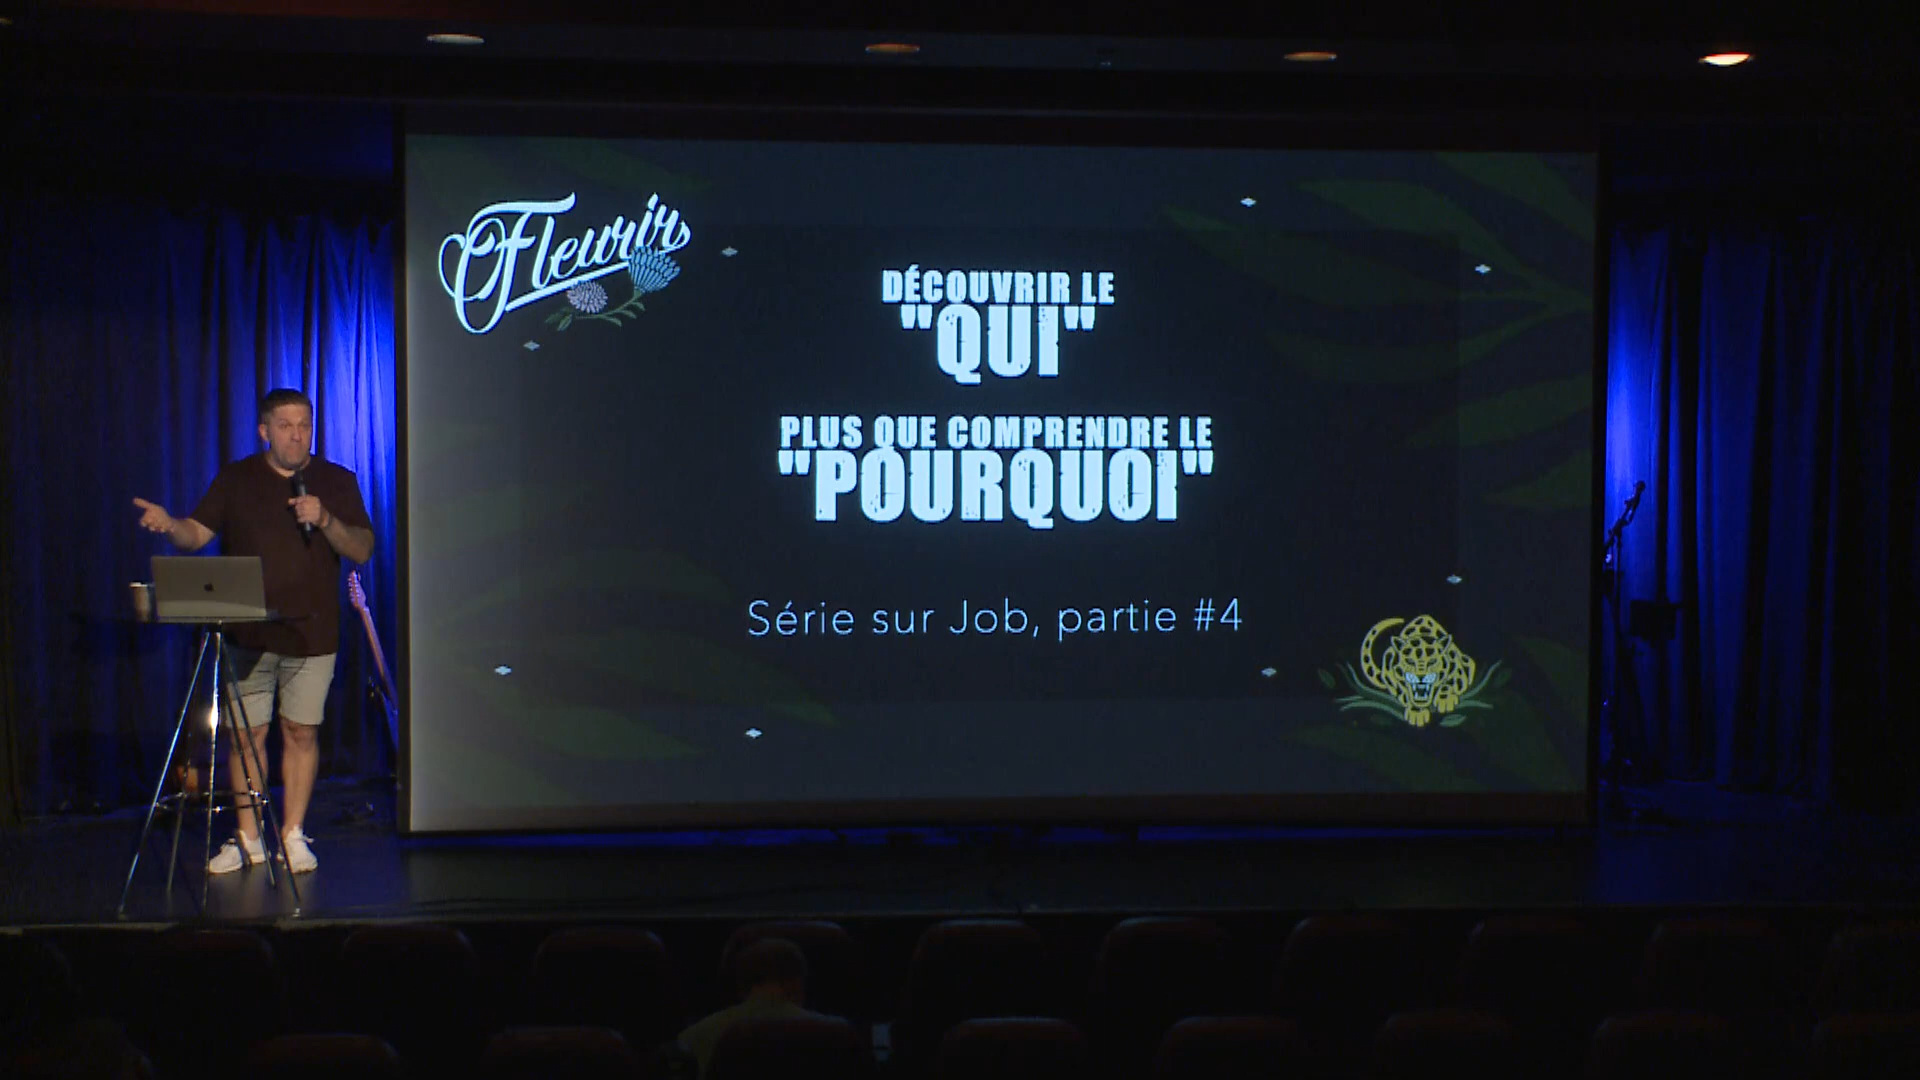 Fleurir
DÉCOUVRIR LE
"QUI"
PLUS QUE COMPRENDRE LE
"POURQUOI"
Série sur Job, partie #4